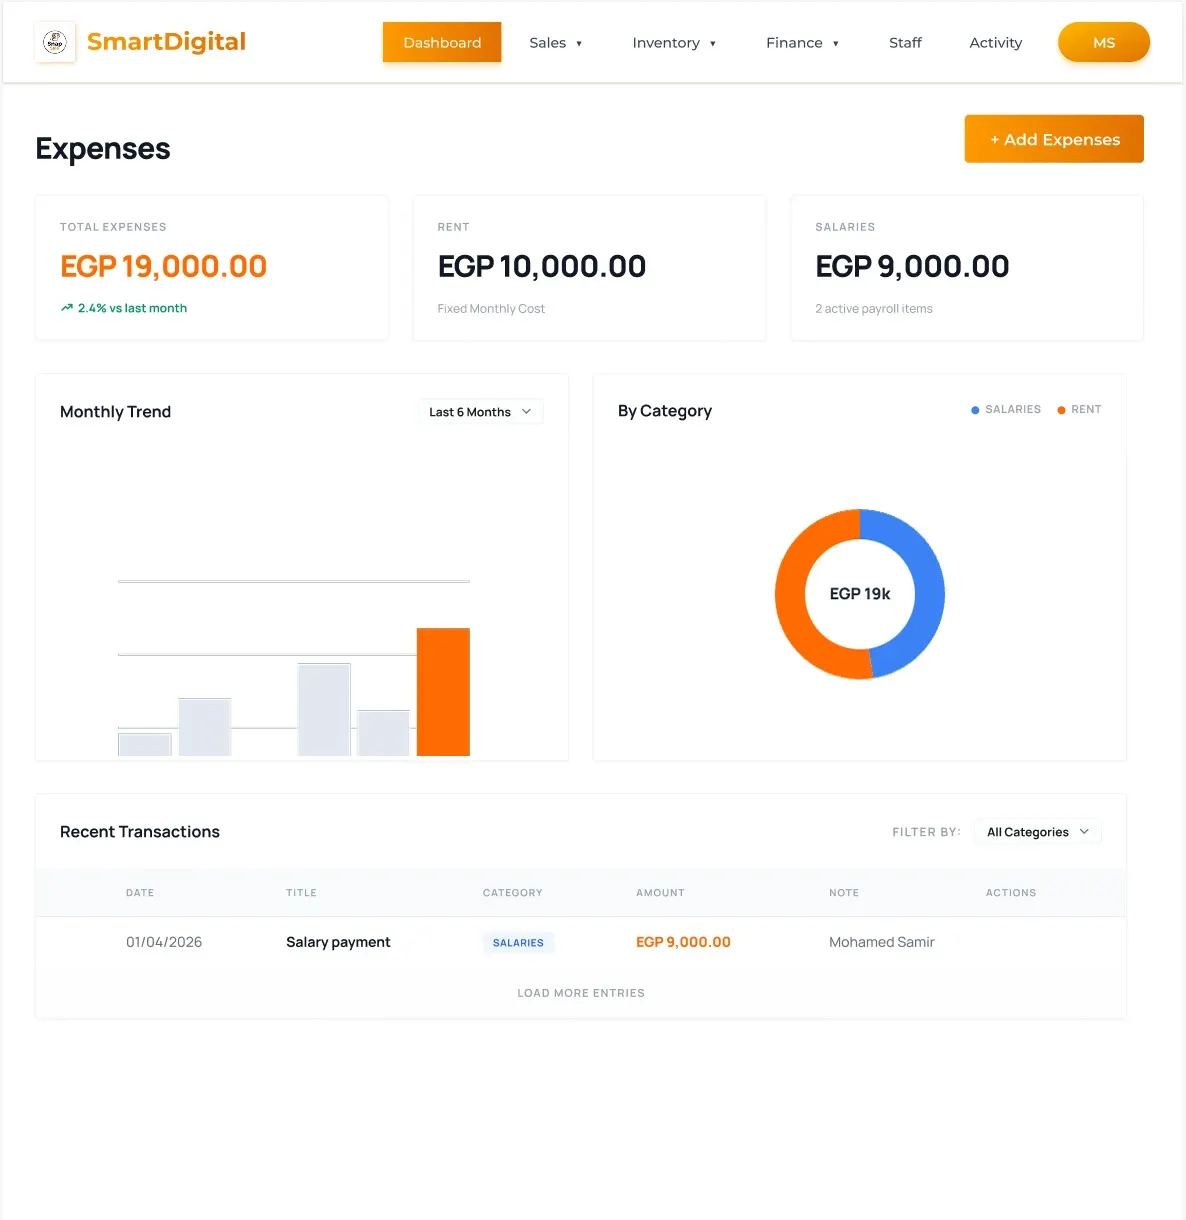 Snap
SmartDigital
Dashboard
Sales ▾
Inventory ▾
Finance ▾
Staff
Activity
MS
Expenses
+ Add Expenses
TOTAL EXPENSES
EGP 19,000.00
2.4% vs last month
RENT
EGP 10,000.00
Fixed Monthly Cost
SALARIES
EGP 9,000.00
2 active payroll items
Monthly Trend
Last 6 Months
By Category
SALARIES
RENT
EGP 19k
Recent Transactions
FILTER BY:
All Categories
DATE TITLE CATEGORY AMOUNT NOTE ACTIONS
01/04/2026 Salary payment SALARIES EGP 9,000.00 Mohamed Samir
LOAD MORE ENTRIES